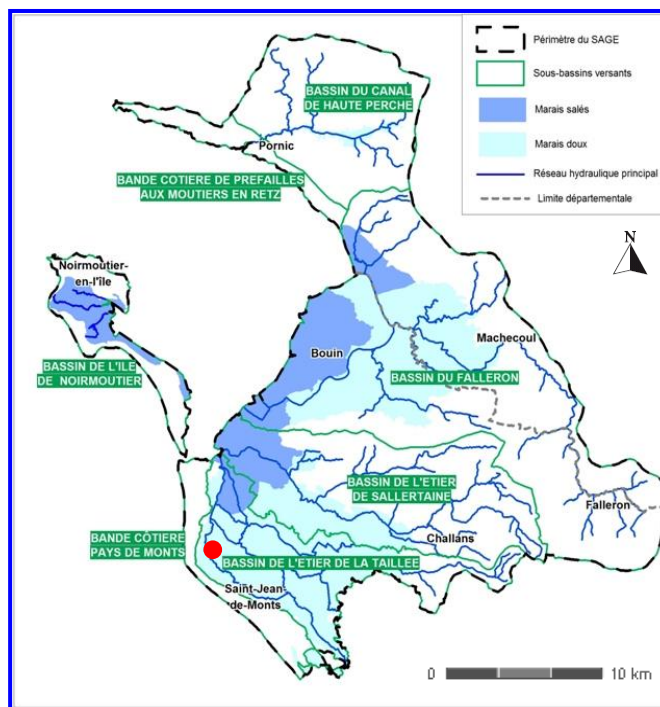 Périmètre du SAGE
Sous-bassins versants
Marais salés
Marais doux
Réseau hydraulique principal
Limite départementale
N
BASSIN DU CANAL
DE HAUTE PERCHE
Pornic
BANDE COTIERE DE PREFAILLES
AUX MOUTIERS EN RETZ
Noirmoutier-
en-l'île
Machecoul
Bouin
BASSIN DE L'ILE
DE NOIRMOUTIER
BASSIN DU FALLERON
BASSIN DE L'ETIER
DE SALLERTAINE
Falleron
BANDE CÔTIERE
PAYS DE MONTS
Challans
BASSIN DE L'ETIER DE LA TAILLEE
Saint-Jean-
de-Monts
0 10 km